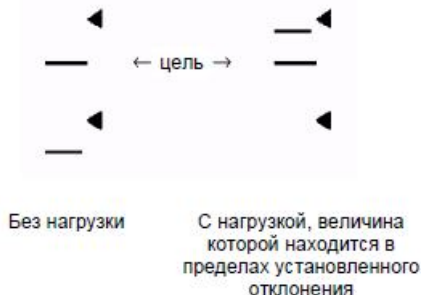 ← цель →
Без нагрузки
С нагрузкой, величина
которой находится в
пределах установленного
отклонения